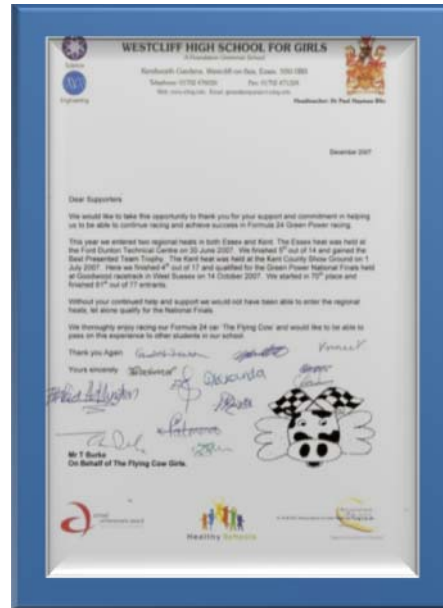 WESTCLIFF HIGH SCHOOL FOR GIRLS
A Foundation Grammar School
Kenilworth Gardens, Westcliff-on-Sea, Essex, SS0 0BS
Headteacher: Dr Paul Hayman BSc
Science
Engineering
December 2007
Dear Supporters
We would like to take this opportunity to thank you for your support and commitment in helping
us to be able to continue racing and achieve success in Formula 24 Green Power racing.
This year we entered two regional heats in both Essex and Kent. The Essex heat was held at
the Ford Dunton Technical Centre on 30 June 2007. We finished 5th out of 14 and gained the
Best Presented Team Trophy. The Kent heat was held at the Kent County Show Ground on 1
July 2007. Here we finished 4th out of 17 and qualified for the Green Power National Finals held
at Goodwood racetrack in West Sussex on 14 October 2007. We started in 70th place and
finished 51st out of 77 entrants.
Without your continued help and support we would not have been able to enter the regional
heats, let alone qualify for the National Finals.
We thoroughly enjoy racing our Formula 24 car 'The Flying Cow' and would like to be able to
pass on this experience to other students in our school.
Thank you Again
Yours sincerely
Mr T Burke
On Behalf of The Flying Cow Girls.
Healthy Schools